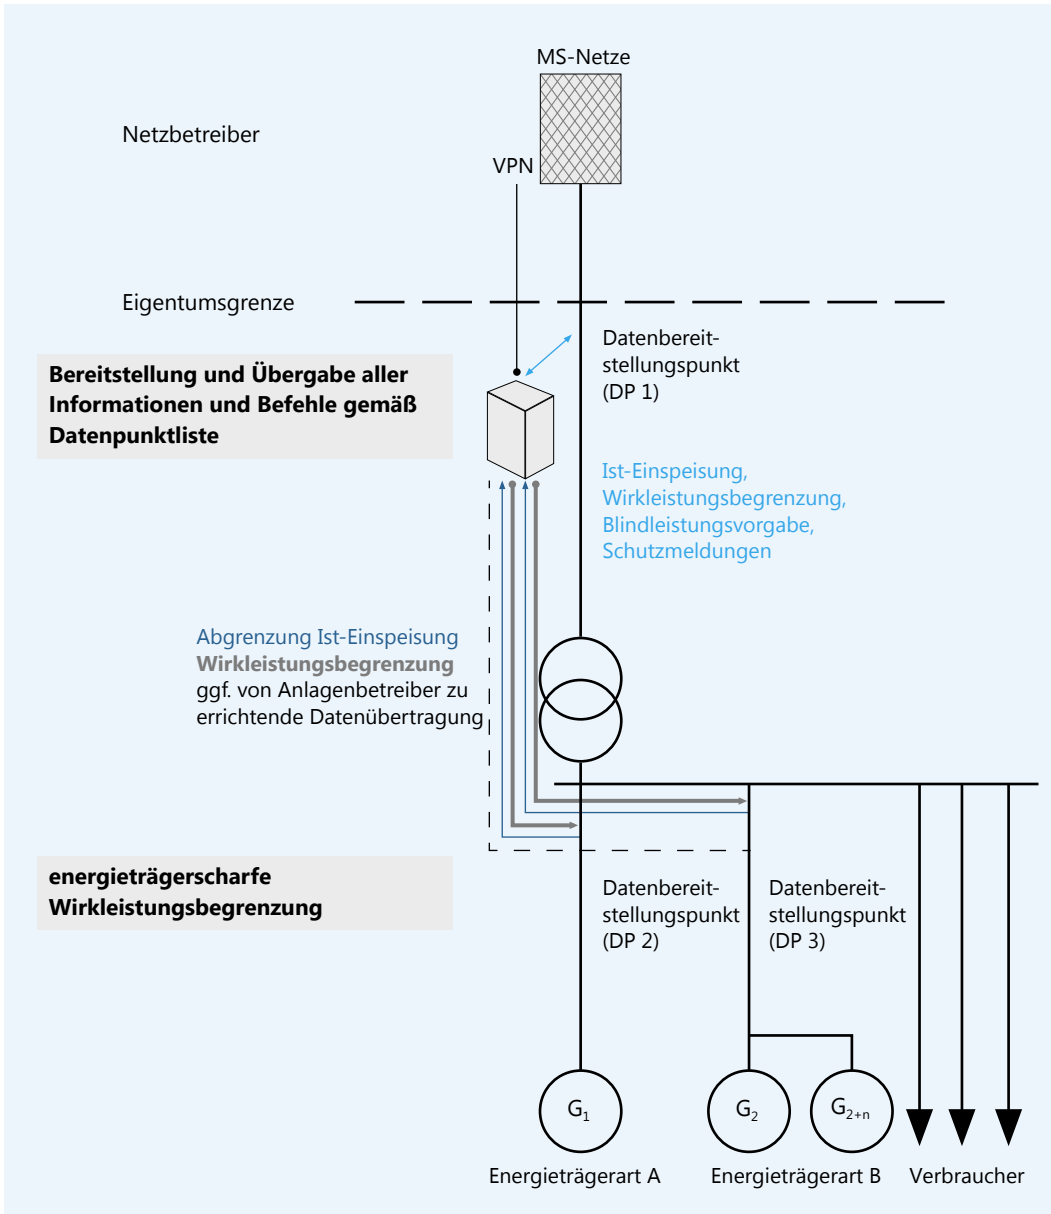 MS-Netze
Netzbetreiber
VPN
Eigentumsgrenze
Datenbereit-
stellungspunkt
(DP 1)
Bereitstellung und Übergabe aller
Informationen und Befehle gemäß
Datenpunktliste
Ist-Einspeisung,
Wirkleistungsbegrenzung,
Blindleistungsvorgabe,
Schutzmeldungen
Abgrenzung Ist-Einspeisung
Wirkleistungsbegrenzung
ggf. von Anlagenbetreiber zu
errichtende Datenübertragung
energieträgerscharfe
Wirkleistungsbegrenzung
Datenbereit-
stellungspunkt
(DP 2)
Datenbereit-
stellungspunkt
(DP 3)
G1
G2
G2+n
Energieträgerart A
Energieträgerart B
Verbraucher